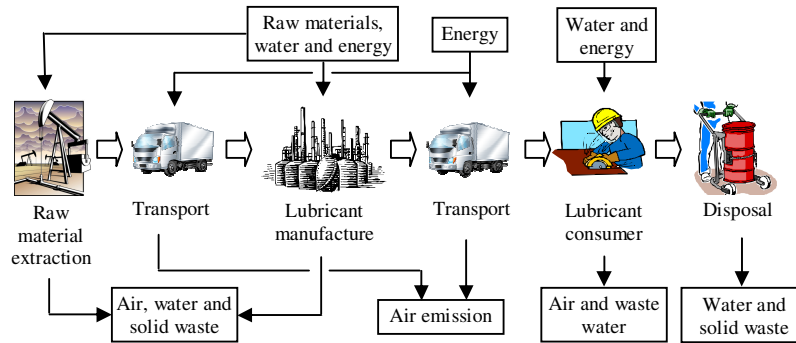 Raw materials,
water and energy
Energy
Water and
energy
Raw
material
extraction
Transport
Lubricant
manufacture
Transport
Lubricant
consumer
Disposal
Air, water and
solid waste
Air emission
Air and waste
water
Water and
solid waste